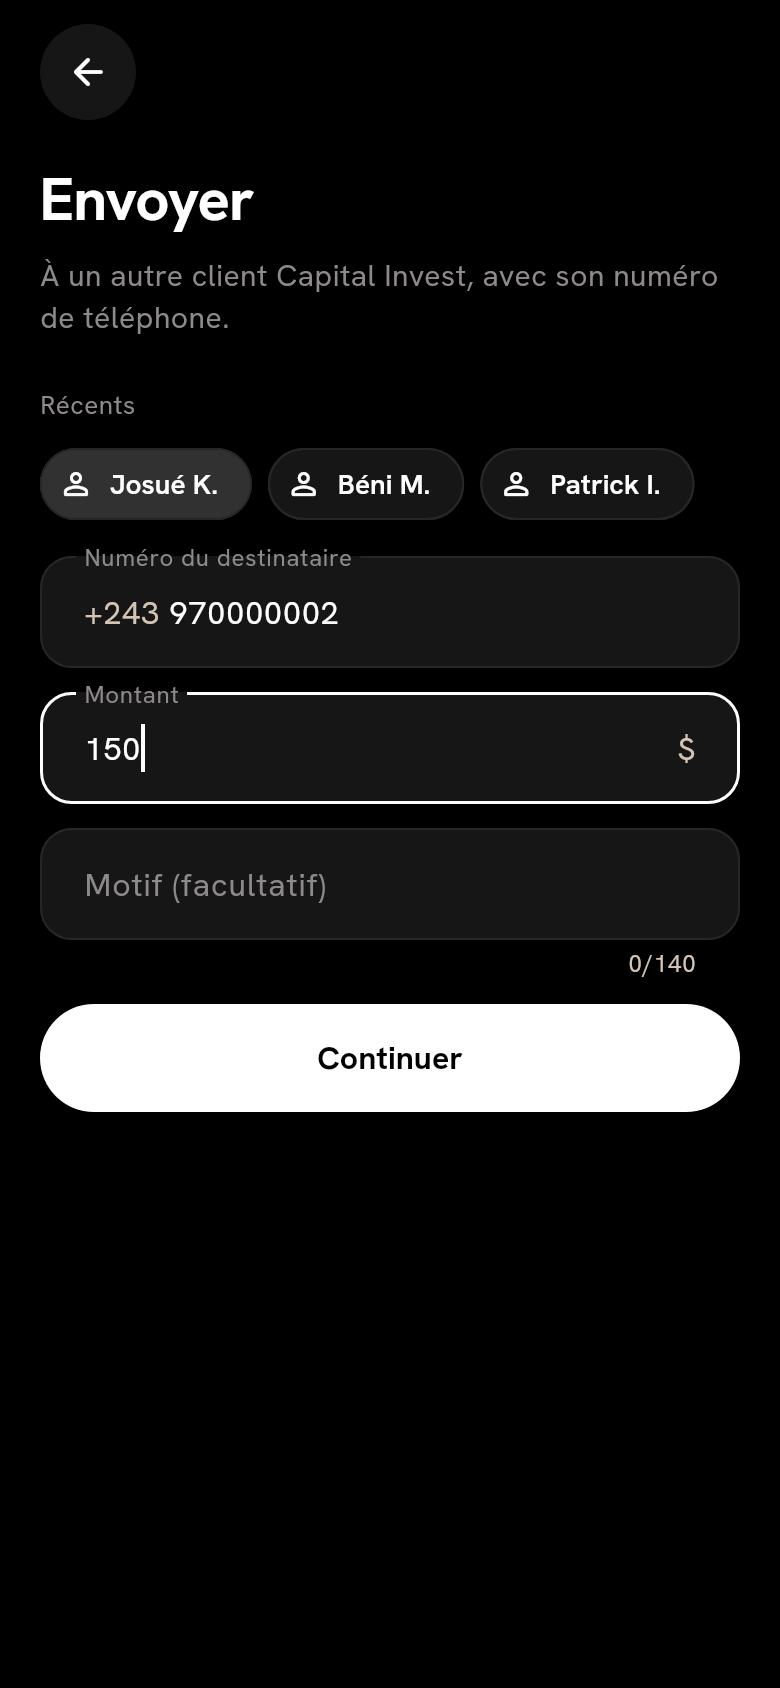 Envoyer
À un autre client Capital Invest, avec son numéro
de téléphone.
Récents
Josué K.
Béni M.
Patrick I.
Numéro du destinataire
+243 970000002
Montant
150
$
Motif (facultatif)
0/140
Continuer